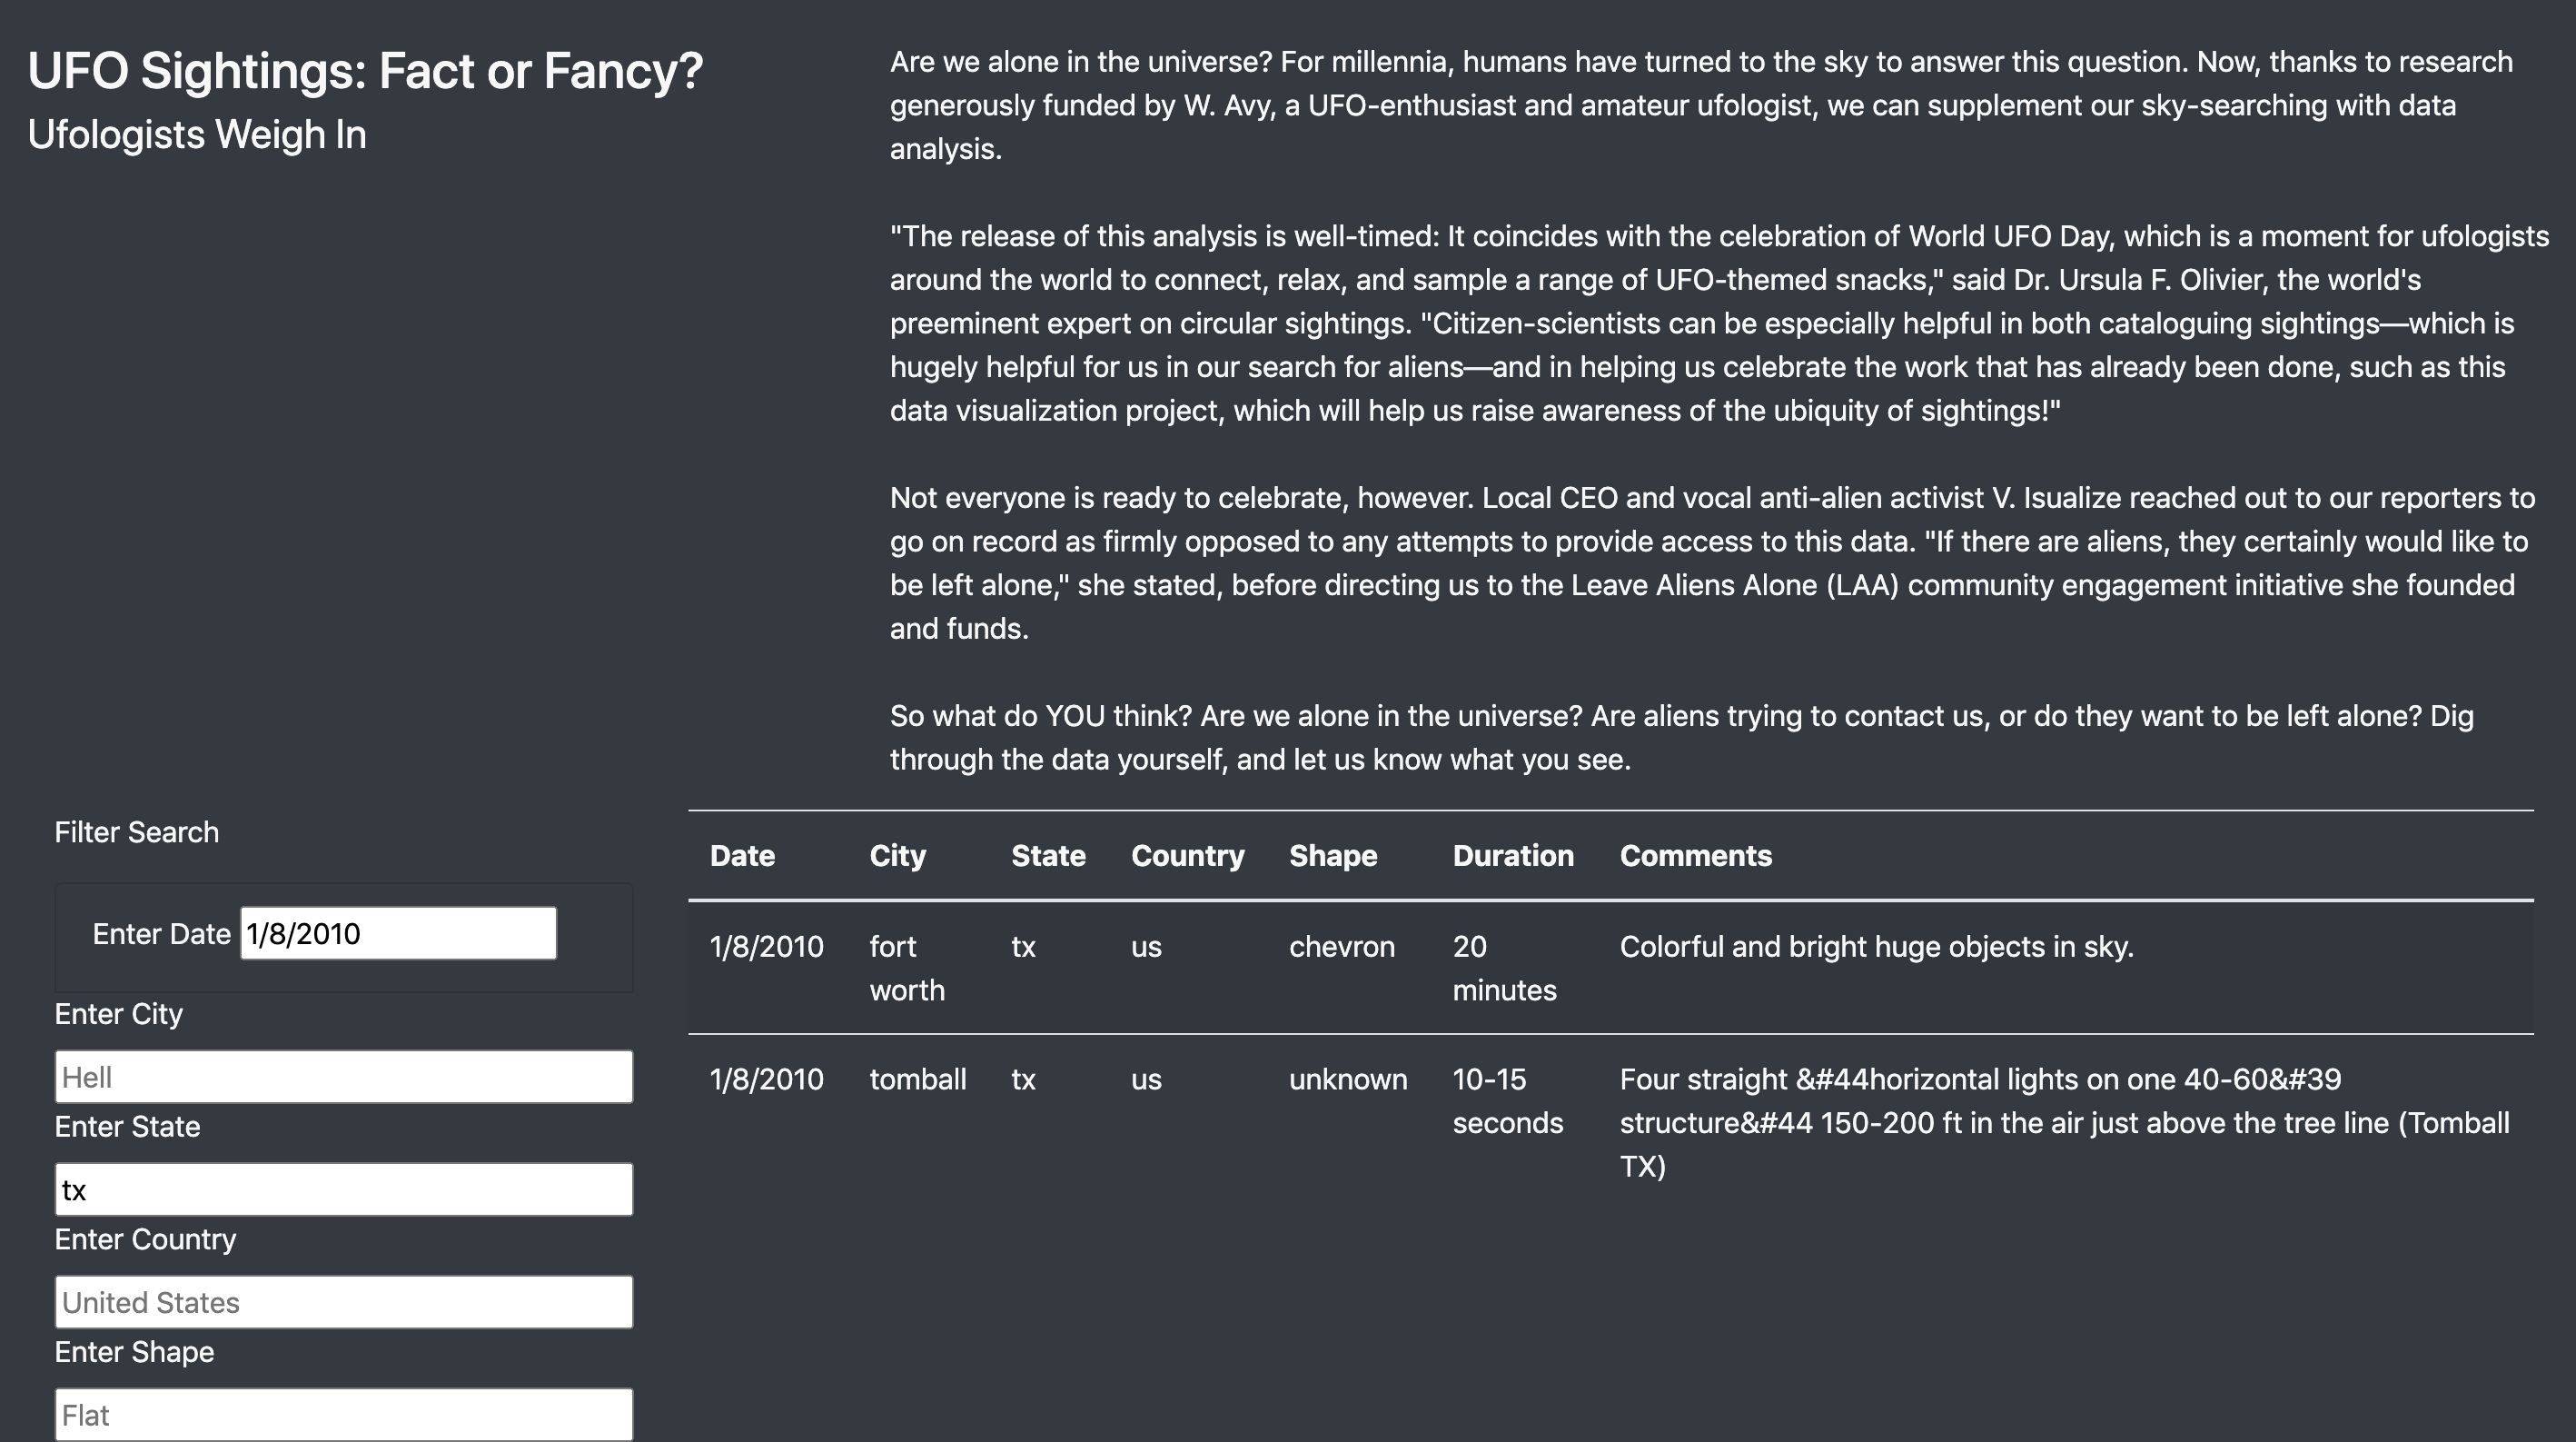 UFO Sightings: Fact or Fancy?
Ufologists Weigh In
Are we alone in the universe? For millennia, humans have turned to the sky to answer this question. Now, thanks to research
generously funded by W. Avy, a UFO-enthusiast and amateur ufologist, we can supplement our sky-searching with data
analysis.
"The release of this analysis is well-timed: It coincides with the celebration of World UFO Day, which is a moment for ufologists
around the world to connect, relax, and sample a range of UFO-themed snacks," said Dr. Ursula F. Olivier, the world's
preeminent expert on circular sightings. "Citizen-scientists can be especially helpful in both cataloguing sightings—which is
hugely helpful for us in our search for aliens—and in helping us celebrate the work that has already been done, such as this
data visualization project, which will help us raise awareness of the ubiquity of sightings!"
Not everyone is ready to celebrate, however. Local CEO and vocal anti-alien activist V. Isualize reached out to our reporters to
go on record as firmly opposed to any attempts to provide access to this data. "If there are aliens, they certainly would like to
be left alone," she stated, before directing us to the Leave Aliens Alone (LAA) community engagement initiative she founded
and funds.
So what do YOU think? Are we alone in the universe? Are aliens trying to contact us, or do they want to be left alone? Dig
through the data yourself, and let us know what you see.
Filter Search
Enter Date 1/8/2010
Enter City
Hell
Enter State
tx
Enter Country
United States
Enter Shape
Flat
Date City State Country Shape Duration Comments
1/8/2010 fort tx us chevron 20 Colorful and bright huge objects in sky.
worth minutes
1/8/2010 tomball tx us unknown 10-15 Four straight &#44horizontal lights on one 40-60&#39
seconds structure&#44 150-200 ft in the air just above the tree line (Tomball
TX)